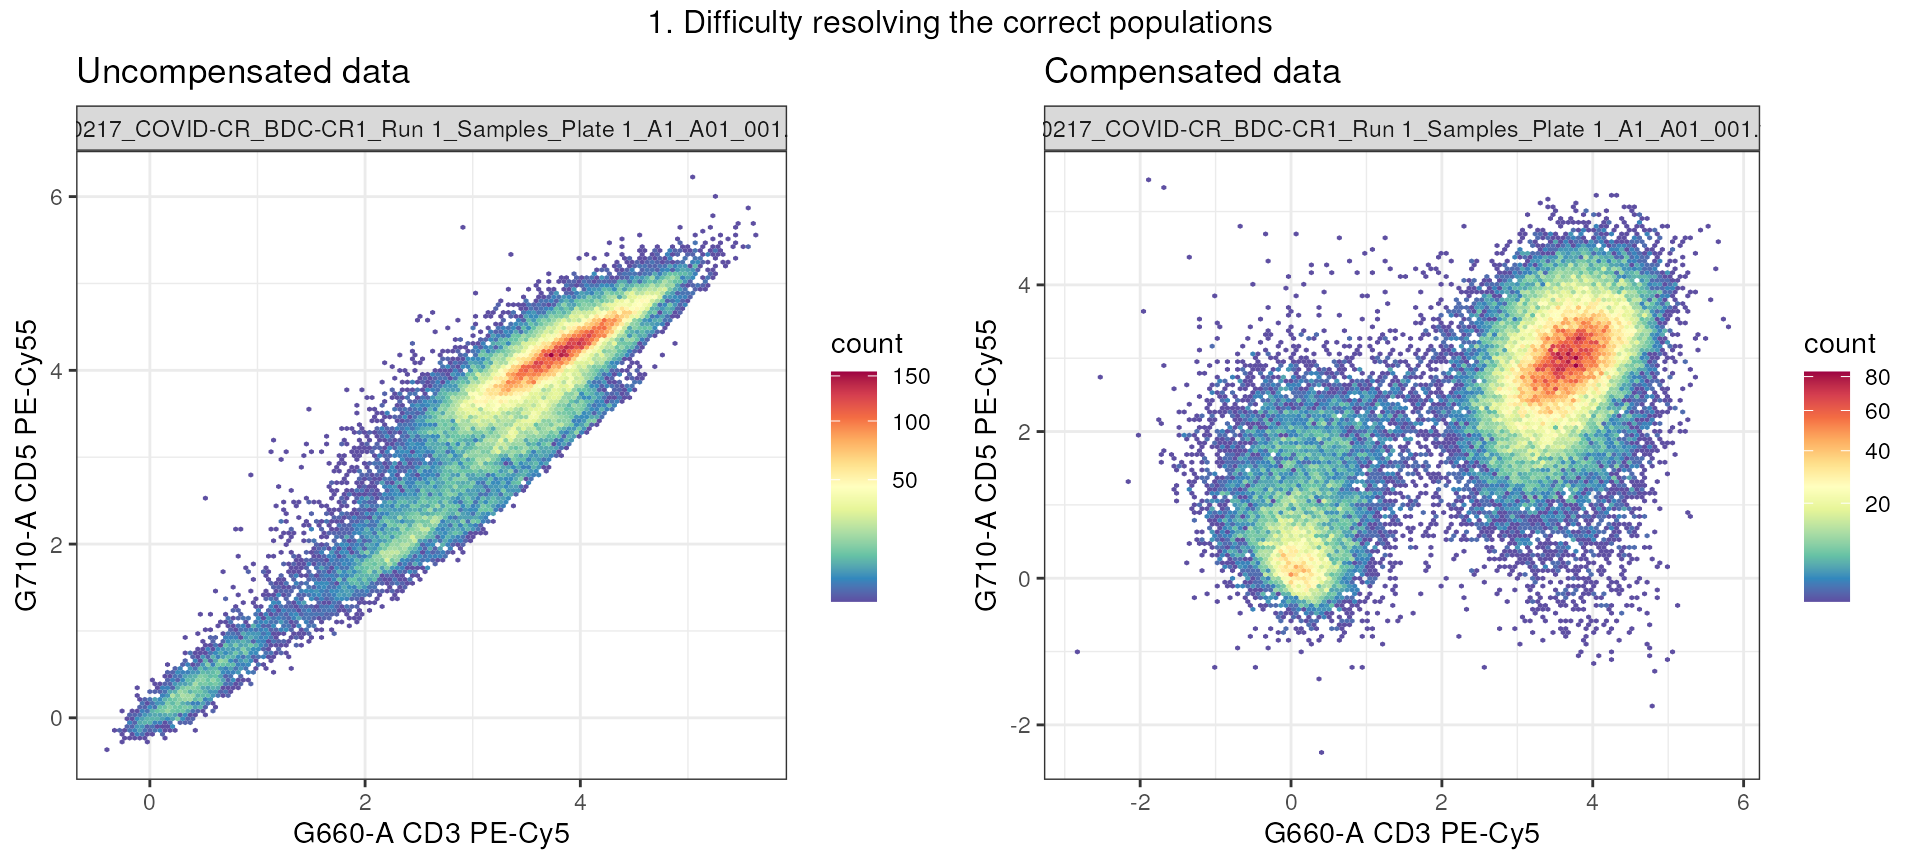 1. Difficulty resolving the correct populations
Uncompensated data
0217_COVID-CR_BDC-CR1_Run 1_Samples_Plate 1_A1_A01_001.
6
4
2
0
0
2
4
G710-A CD5 PE-Cy55
G660-A CD3 PE-Cy5
count
150
100
50
Compensated data
0217_COVID-CR_BDC-CR1_Run 1_Samples_Plate 1_A1_A01_001.
4
2
0
-2
-2
0
2
4
6
G710-A CD5 PE-Cy55
G660-A CD3 PE-Cy5
count
80
60
40
20